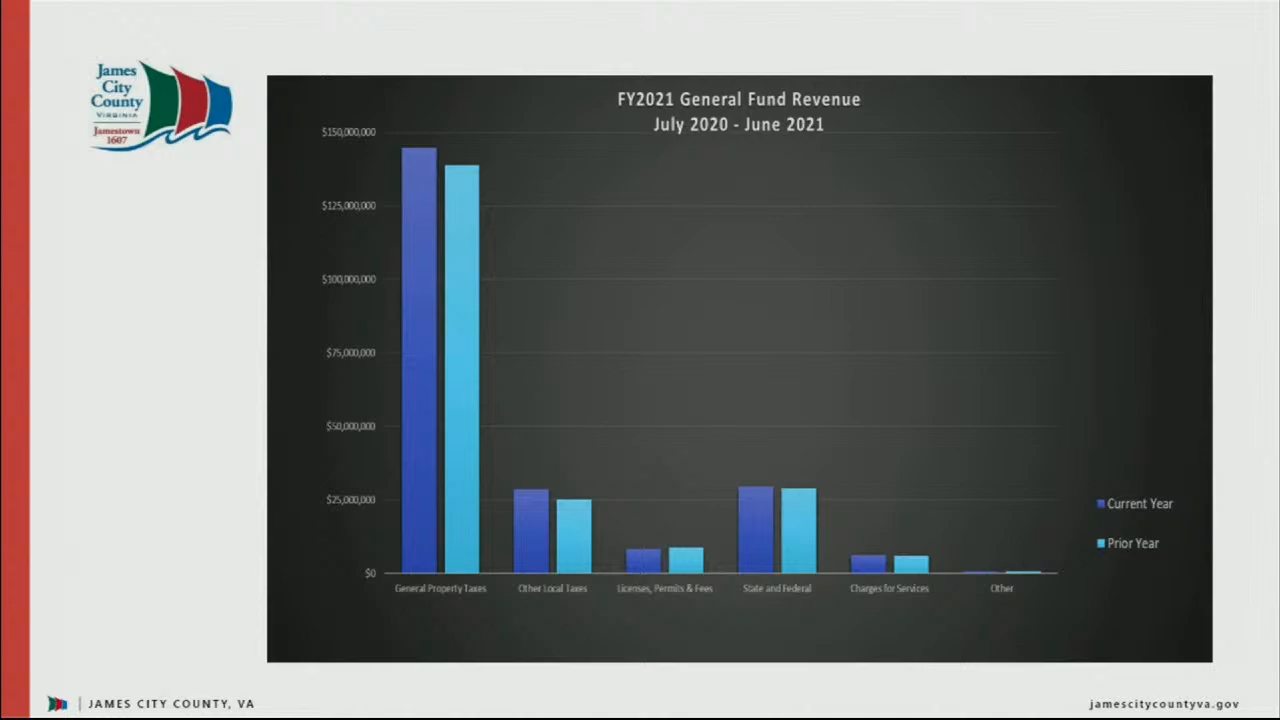 James
City
County
VIRGINIA
Jamestown
1607
FY2021 General Fund Revenue
July 2020 - June 2021
$150,000,000
$125,000,000
$100,000,000
$75,000,000
$50,000,000
$25,000,000
$0
General Property Taxes
Other Local Taxes
Licenses, Permits & Fees
State and Federal
Charges for Services
Other
Current Year
Prior Year
JAMES CITY COUNTY, VA
jamescitycountyva.gov